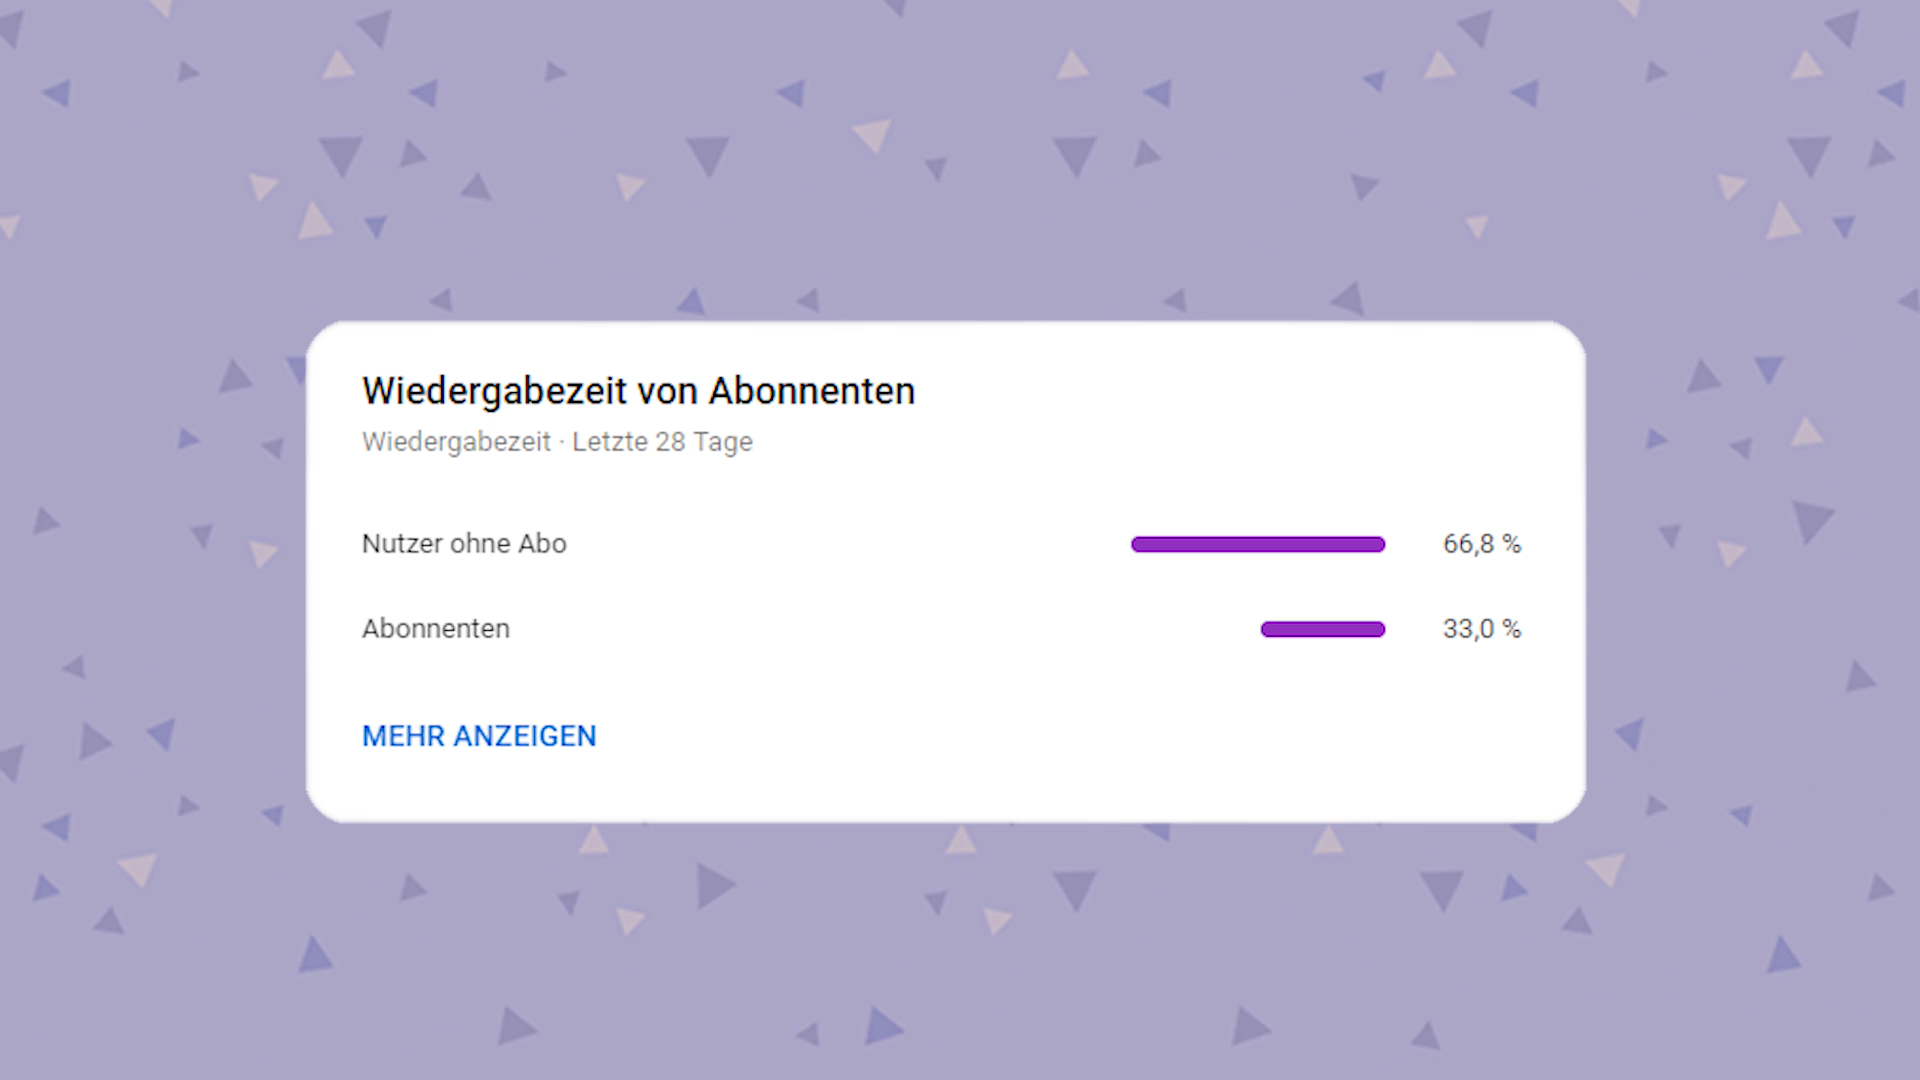 Wiedergabezeit von Abonnenten
Wiedergabezeit · Letzte 28 Tage
Nutzer ohne Abo 66,8 %
Abonnenten 33,0 %
MEHR ANZEIGEN